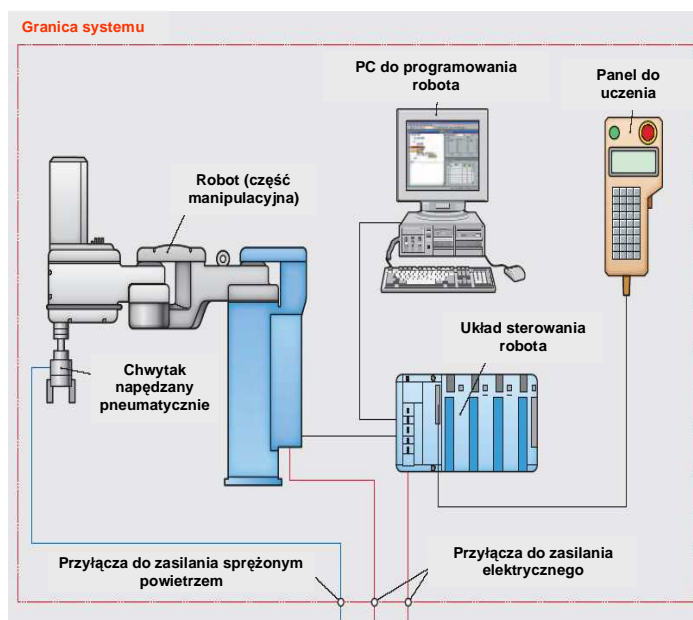 Granica systemu
PC do programowania
robota
Panel do
uczenia
Robot (część
manipulacyjna)
Układ sterowania
robota
Chwytak
napędzany
pneumatycznie
Przyłącza do zasilania sprężonym
powietrzem
Przyłącza do zasilania
elektrycznego